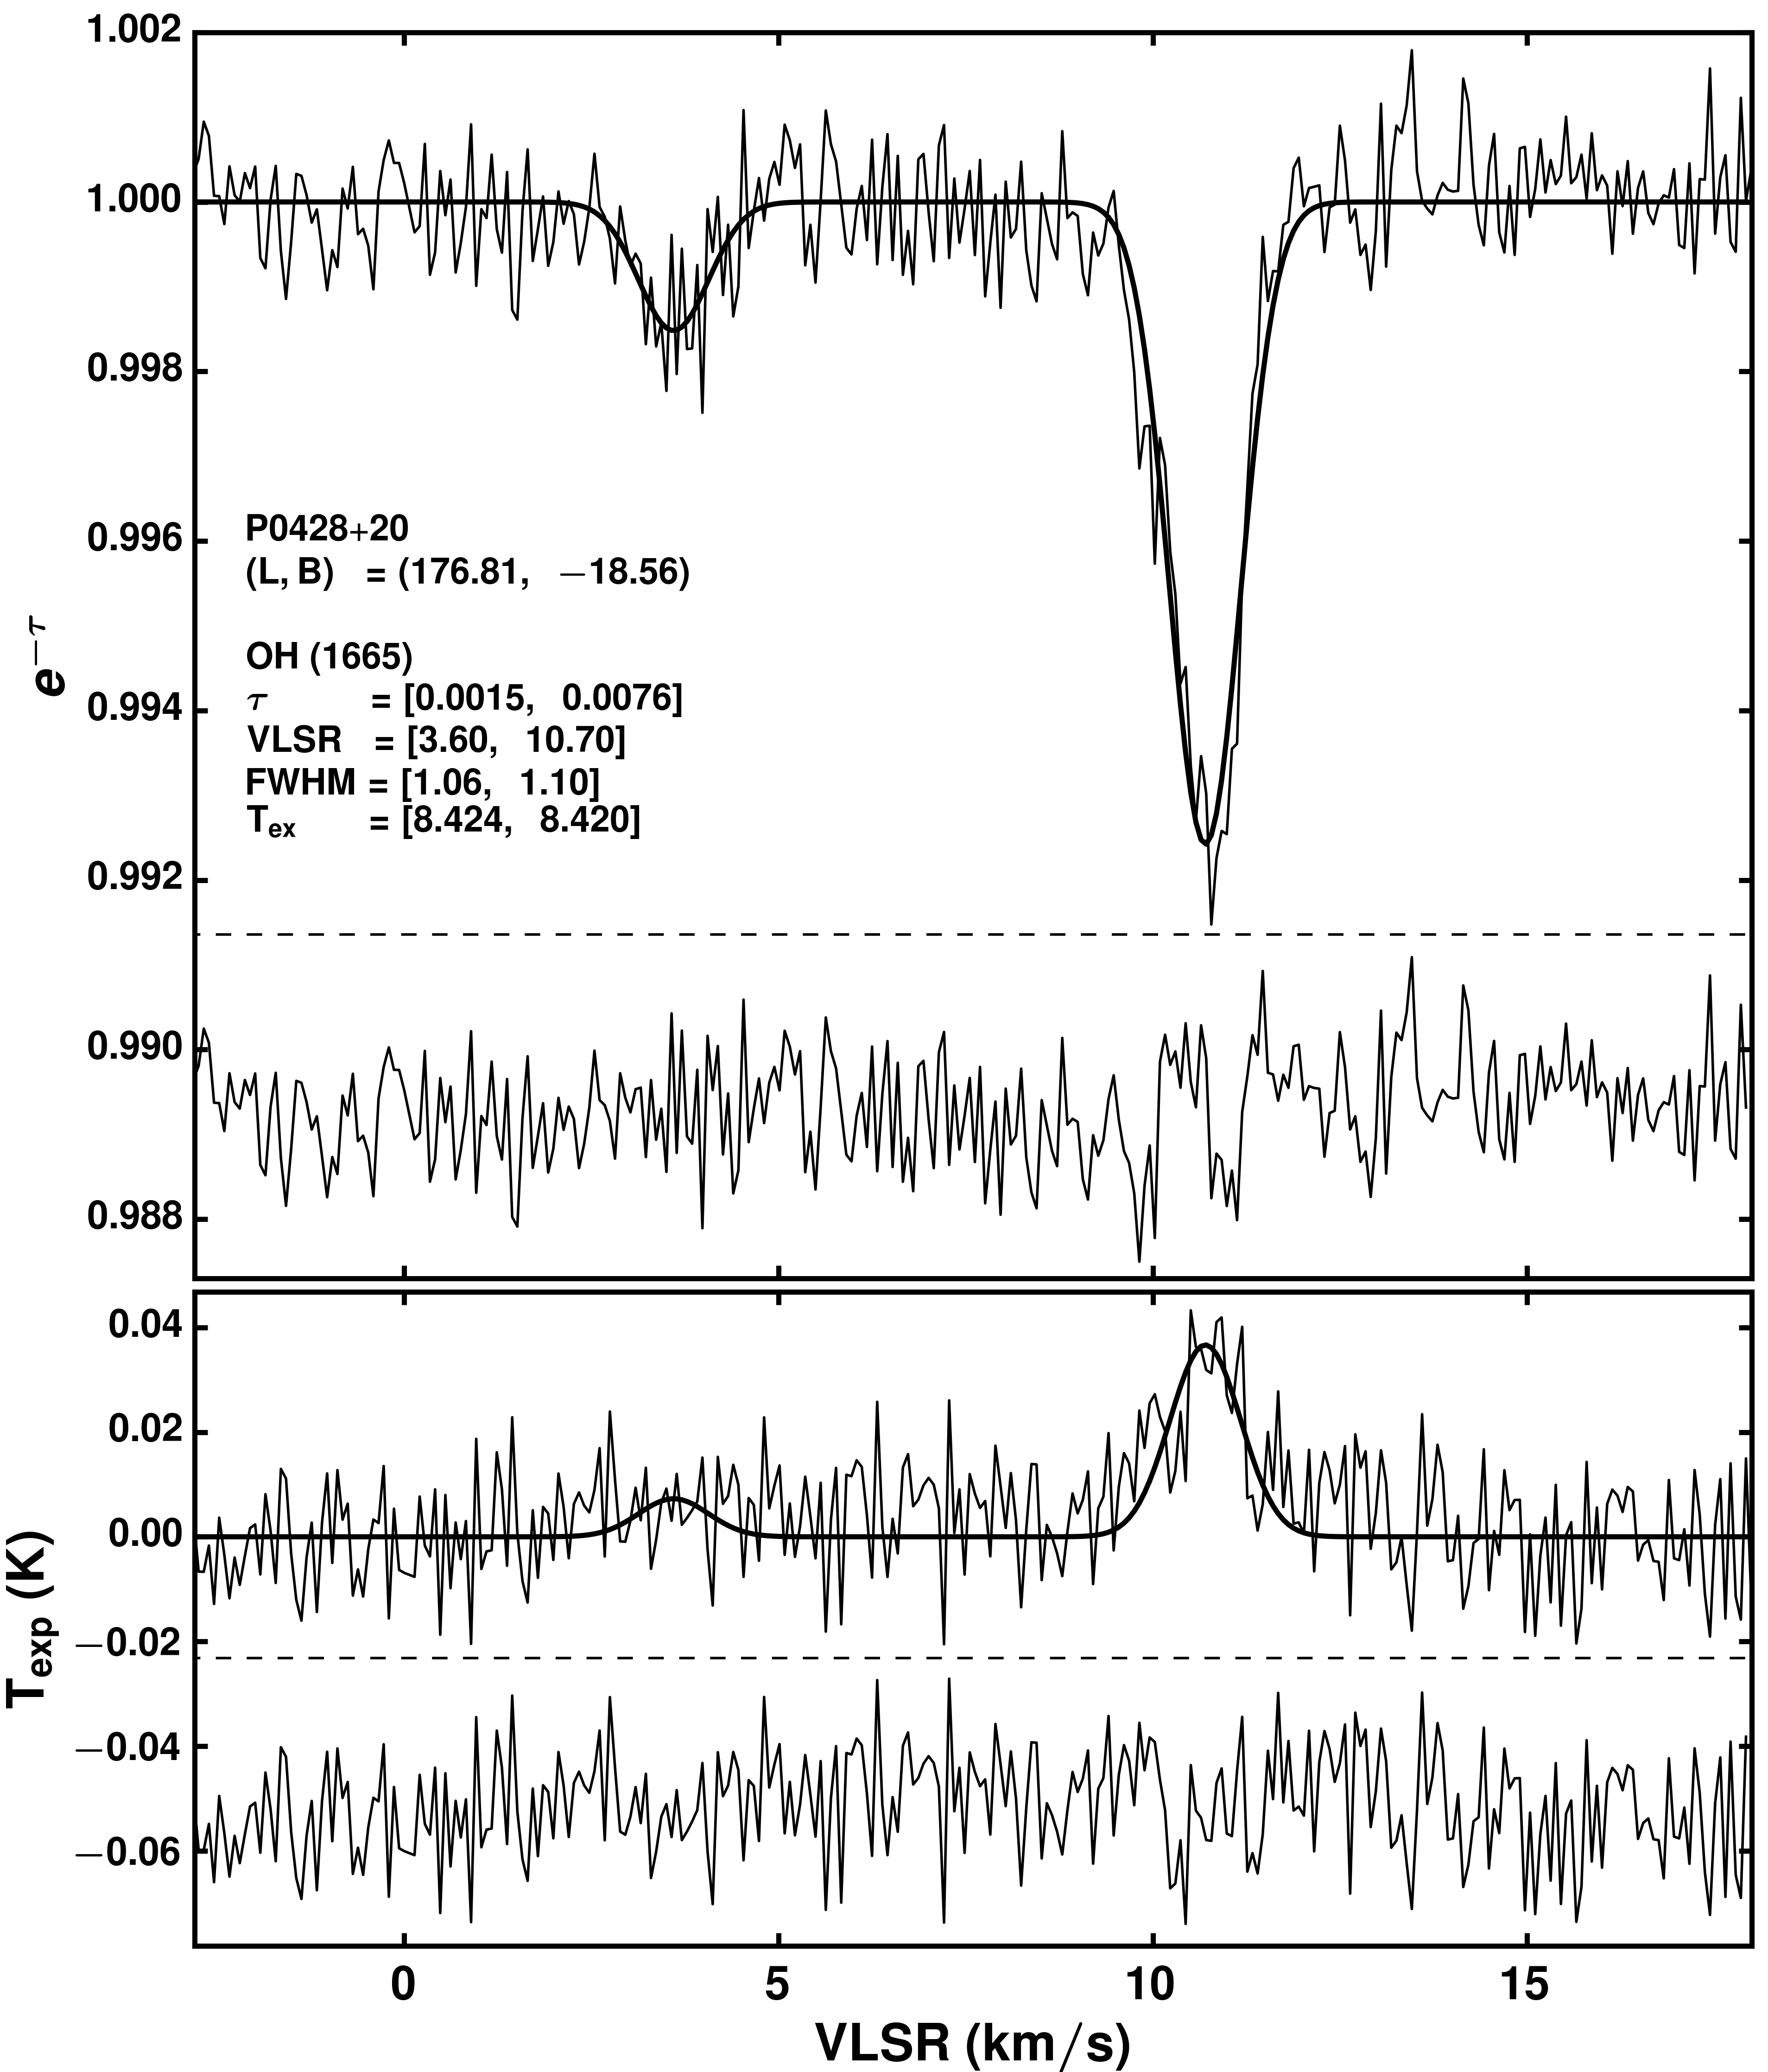 1.002
1.000
0.998
0.996
0.994
0.992
0.990
0.988
e^−τ
P0428+20
(L, B) = (176.81, −18.56)
OH (1665)
τ = [0.0015, 0.0076]
VLSR = [3.60, 10.70]
FWHM = [1.06, 1.10]
Tex = [8.424, 8.420]
0.04
0.02
0.00
−0.02
−0.04
−0.06
Texp (K)
0 5 10 15
VLSR (km/s)